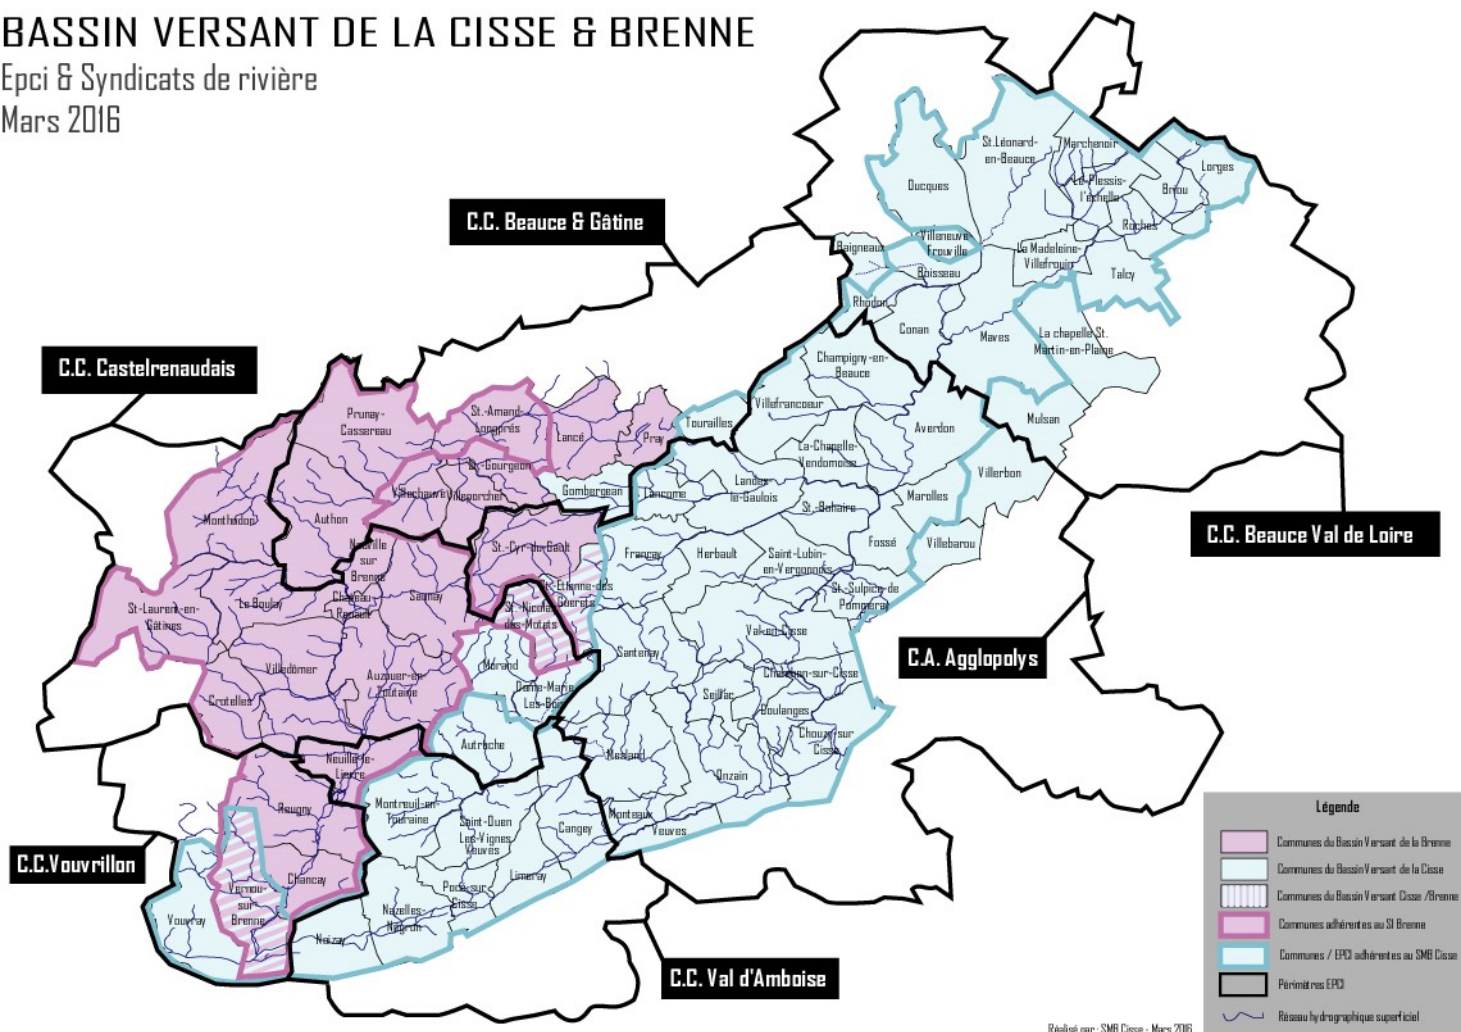 BASSIN VERSANT DE LA CISSE & BRENNE
Epci & Syndicats de rivière
Mars 2016
C.C. Beauce & Gâtine
C.C. Castelrenaudais
C.C. Beauce Val de Loire
C.A. Agglopolys
C.C.Vouvrillon
C.C. Val d'Amboise
St.Léonard-
en-Beauce
Marchenoir
Lorges
Le-Plessis-
l'échelle
Briou
Oucques
Roches
Villeneuve-
Frouville
Baigneaux
La Madeleine-
Villefrouin
Boisseau
Talcy
Rhodon
Conan
Maves
La chapelle St.
Martin-en-Plaine
Champigny-en-
Beauce
Villefrancoeur
Mulsan
Averdon
Tourailles
Prunay-
Cassereau
St.-Amand-
Longprés
Lancé
Pray
La-Chapelle-
Vendomoise
Villerbon
St.-Gourgeon
Villechauve
Villeporcher
Gombergean
Lancome
Landes-
le-Gaulois
Marolles
St.-Bohaire
Monthodon
Authon
Neuville
sur
Brenne
St.-Cyr-du-Gault
Françay
Herbault
Saint-Lubin-
en-Vergonnois
Fossé
Villebarou
St.-Etienne-des
Guerets
St.-Sulpice-de
Pommeray
St-Laurent-en-
Gâtines
Le Boulay
Château-
Renault
Saunay
St.-Nicolas
des-Motets
Val-en-Cisse
Santenay
Villedômer
Auzouer-en-
Touraine
Morand
Chambon-sur-Cisse
Crotelles
Dame-Marie
Les-Bois
Seillac
Coulanges
Autrèche
Chouzy-sur
Cisse
Mesland
Onzain
Neuillé-le-
Lierre
Reugny
Montreuil-en-
Touraine
Saint-Ouen
Les-Vignes
Veuves
Cangey
Monteaux
Veuves
Chancay
Limeray
Vernou-
sur-
Brenne
Pocé-sur-
Cisse
Vouvray
Nazelles-
Négron
Noizay
Légende
Communes du Bassin Versant de la Brenne
Communes du Bassin Versant de la Cisse
Communes du Bassin Versant Cisse /Brenne
Communes adhérentes au SI Brenne
Communes / EPCI adhérentes au SMB Cisse
Périmètres EPCI
Réseau hydrographique superficiel
Réalisé par : SMB Cisse - Mars 2016